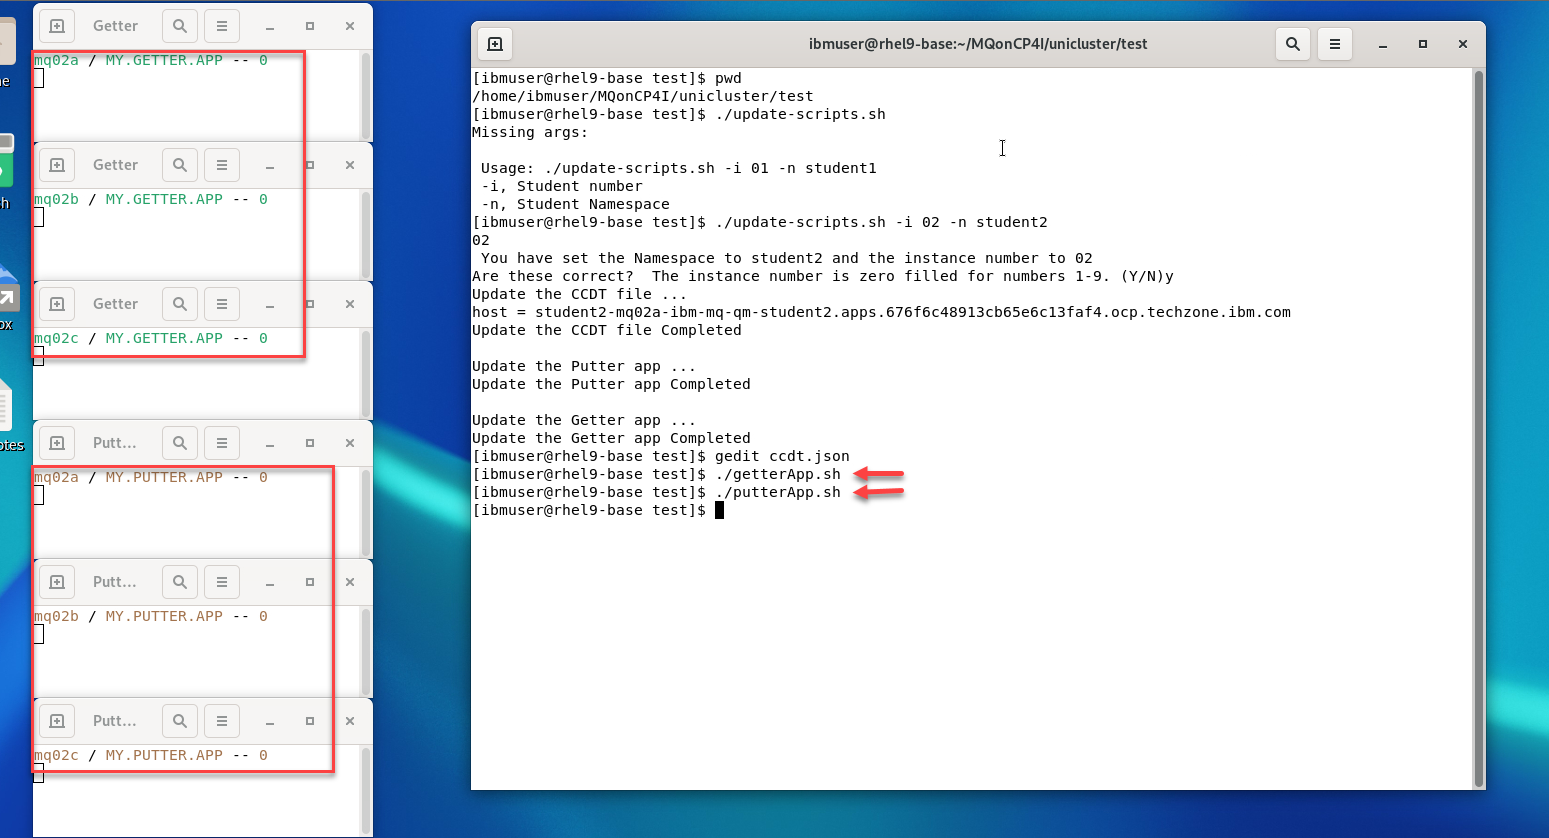 Getter
mq02a / MY.GETTER.APP -- 0
Getter
mq02b / MY.GETTER.APP -- 0
Getter
mq02c / MY.GETTER.APP -- 0
Putt...
mq02a / MY.PUTTER.APP -- 0
Putt...
mq02b / MY.PUTTER.APP -- 0
Putt...
mq02c / MY.PUTTER.APP -- 0
ibmuser@rhel9-base:~/MQonCP4I/unicluster/test
[ibmuser@rhel9-base test]$ pwd
/home/ibmuser/MQonCP4I/unicluster/test
[ibmuser@rhel9-base test]$ ./update-scripts.sh
Missing args:
Usage: ./update-scripts.sh -i 01 -n student1
-i, Student number
-n, Student Namespace
[ibmuser@rhel9-base test]$ ./update-scripts.sh -i 02 -n student2
02
You have set the Namespace to student2 and the instance number to 02
Are these correct?  The instance number is zero filled for numbers 1-9. (Y/N)y
Update the CCDT file ...
host = student2-mq02a-ibm-mq-qm-student2.apps.676f6c48913cb65e6c13faf4.ocp.techzone.ibm.com
Update the CCDT file Completed
Update the Putter app ...
Update the Putter app Completed
Update the Getter app ...
Update the Getter app Completed
[ibmuser@rhel9-base test]$ gedit ccdt.json
[ibmuser@rhel9-base test]$ ./getterApp.sh
[ibmuser@rhel9-base test]$ ./putterApp.sh
[ibmuser@rhel9-base test]$